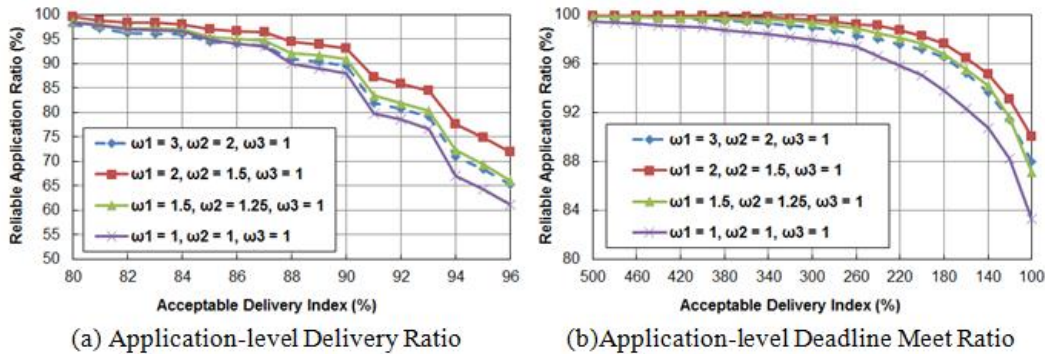 Reliable Application Ratio (%)
100
95
90
85
80
75
70
65
60
55
50
ω1 = 3, ω2 = 2, ω3 = 1
ω1 = 2, ω2 = 1.5, ω3 = 1
ω1 = 1.5, ω2 = 1.25, ω3 = 1
ω1 = 1, ω2 = 1, ω3 = 1
80 82 84 86 88 90 92 94 96
Acceptable Delivery Index (%)
(a) Application-level Delivery Ratio
Reliable Application Ratio (%)
100
96
92
88
84
80
ω1 = 3, ω2 = 2, ω3 = 1
ω1 = 2, ω2 = 1.5, ω3 = 1
ω1 = 1.5, ω2 = 1.25, ω3 = 1
ω1 = 1, ω2 = 1, ω3 = 1
500 460 420 380 340 300 260 220 180 140 100
Acceptable Delivery Index (%)
(b)Application-level Deadline Meet Ratio